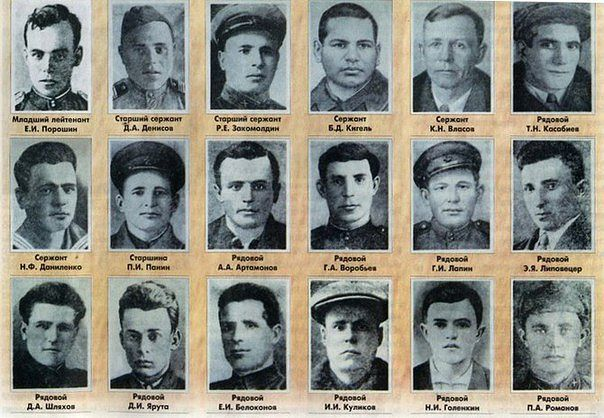 Младший лейтенант
Е.И. Порошин
Старший сержант
Д.А. Денисов
Старший сержант
Р.Е. Закомолдин
Сержант
Б.Д. Кигель
Сержант
К.Н. Власов
Рядовой
Т.Н. Касабиев
Сержант
Н.Ф. Даниленко
Старшина
П.И. Панин
Рядовой
А.А. Артамонов
Рядовой
Г.А. Воробьев
Рядовой
Г.И. Лапин
Рядовой
Э.Я. Липовецер
Рядовой
Д.А. Шляхов
Рядовой
Д.И. Ярута
Рядовой
Е.И. Белоконов
Рядовой
И.И. Куликов
Рядовой
Н.И. Голенкин
Рядовой
П.А. Романов